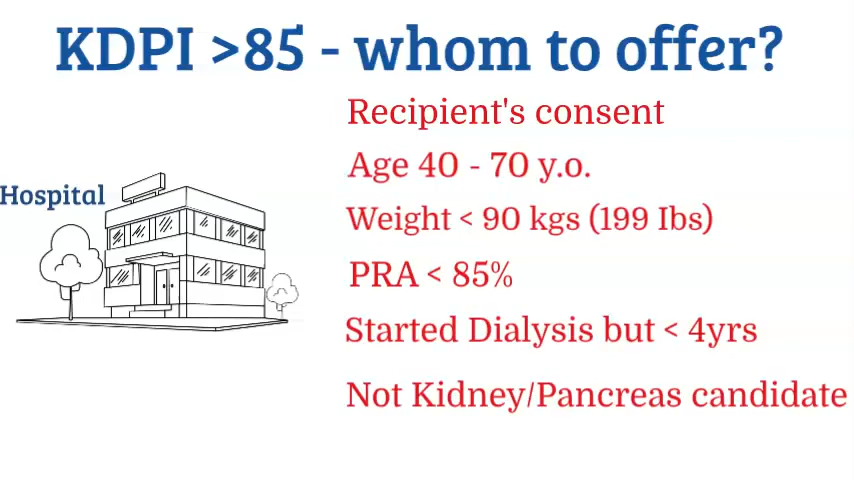 KDPI >85 - whom to offer?
Recipient's consent
Age 40 - 70 y.o.
Hospital
Weight < 90 kgs (199 Ibs)
PRA < 85%
Started Dialysis but < 4yrs
Not Kidney/Pancreas candidate